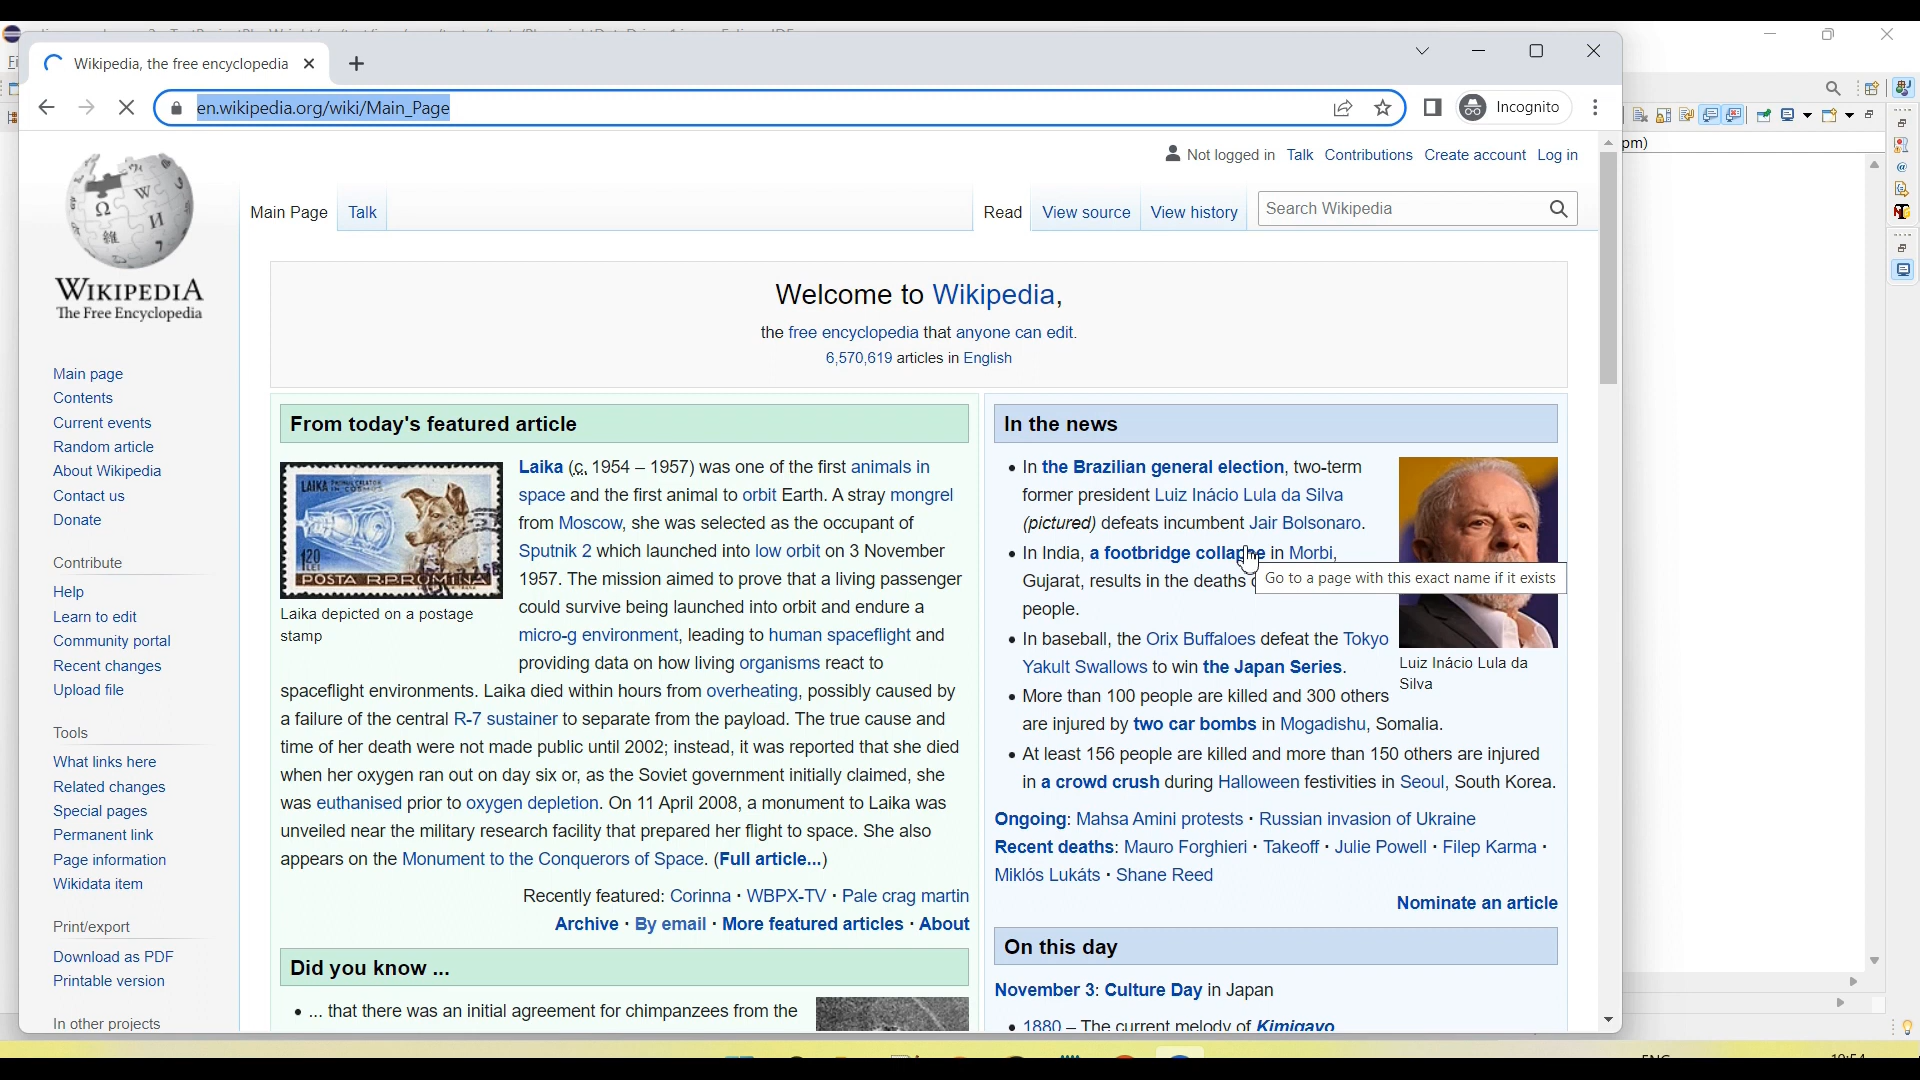 Wikipedia, the free encyclopedia
en.wikipedia.org/wiki/Main_Page
Incognito
pm)
Not logged in Talk Contributions Create account Log in
Main Page Talk Read View source View history Search Wikipedia
WIKIPEDIA
The Free Encyclopedia
Main page
Contents
Current events
Random article
About Wikipedia
Contact us
Donate
Contribute
Help
Learn to edit
Community portal
Recent changes
Upload file
Tools
What links here
Related changes
Special pages
Permanent link
Page information
Wikidata item
Print/export
Download as PDF
Printable version
In other projects
Welcome to Wikipedia,
the free encyclopedia that anyone can edit.
6,570,619 articles in English
From today's featured article
LAIKA
120
LEI
POSTA R.P.ROMINA
Laika depicted on a postage
stamp
Laika (c. 1954 – 1957) was one of the first animals in
space and the first animal to orbit Earth. A stray mongrel
from Moscow, she was selected as the occupant of
Sputnik 2 which launched into low orbit on 3 November
1957. The mission aimed to prove that a living passenger
could survive being launched into orbit and endure a
micro-g environment, leading to human spaceflight and
providing data on how living organisms react to
spaceflight environments. Laika died within hours from overheating, possibly caused by
a failure of the central R-7 sustainer to separate from the payload. The true cause and
time of her death were not made public until 2002; instead, it was reported that she died
when her oxygen ran out on day six or, as the Soviet government initially claimed, she
was euthanised prior to oxygen depletion. On 11 April 2008, a monument to Laika was
unveiled near the military research facility that prepared her flight to space. She also
appears on the Monument to the Conquerors of Space. (Full article...)
Recently featured: Corinna · WBPX-TV · Pale crag martin
Archive · By email · More featured articles · About
Did you know ...
• ... that there was an initial agreement for chimpanzees from the
In the news
• In the Brazilian general election, two-term
former president Luiz Inácio Lula da Silva
(pictured) defeats incumbent Jair Bolsonaro.
• In India, a footbridge collapse in Morbi,
Gujarat, results in the deaths
people.
Go to a page with this exact name if it exists
• In baseball, the Orix Buffaloes defeat the Tokyo
Yakult Swallows to win the Japan Series.
Luiz Inácio Lula da
Silva
• More than 100 people are killed and 300 others
are injured by two car bombs in Mogadishu, Somalia.
• At least 156 people are killed and more than 150 others are injured
in a crowd crush during Halloween festivities in Seoul, South Korea.
Ongoing: Mahsa Amini protests · Russian invasion of Ukraine
Recent deaths: Mauro Forghieri · Takeoff · Julie Powell · Filep Karma ·
Miklós Lukáts · Shane Reed
Nominate an article
On this day
November 3: Culture Day in Japan
• 1880 – The current melody of Kimigayo